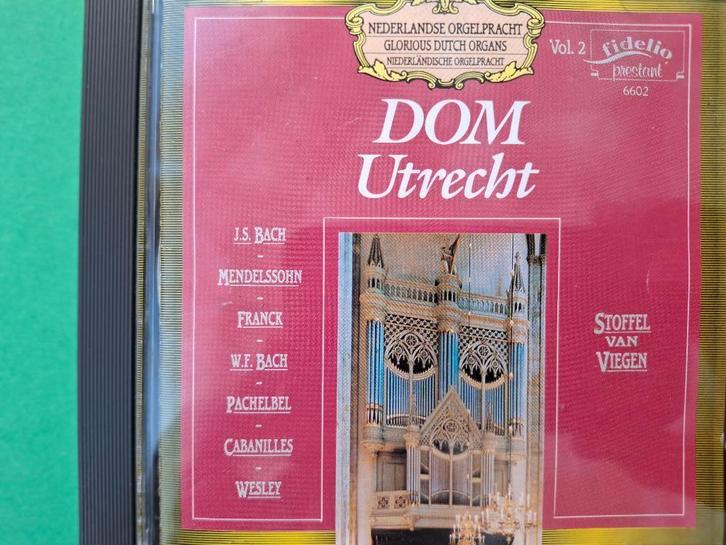 NEDERLANDSE ORGELPRACHT
GLORIOUS DUTCH ORGANS
NIEDERLÄNDISCHE ORGELPRACHT
Vol. 2
fidelio
prestant
6602
DOM
Utrecht
J.S. BACH
-
MENDELSSOHN
-
FRANCK
-
W.F. BACH
-
PACHELBEL
-
CABANILLES
-
WESLEY
STOFFEL
VAN
VIEGEN